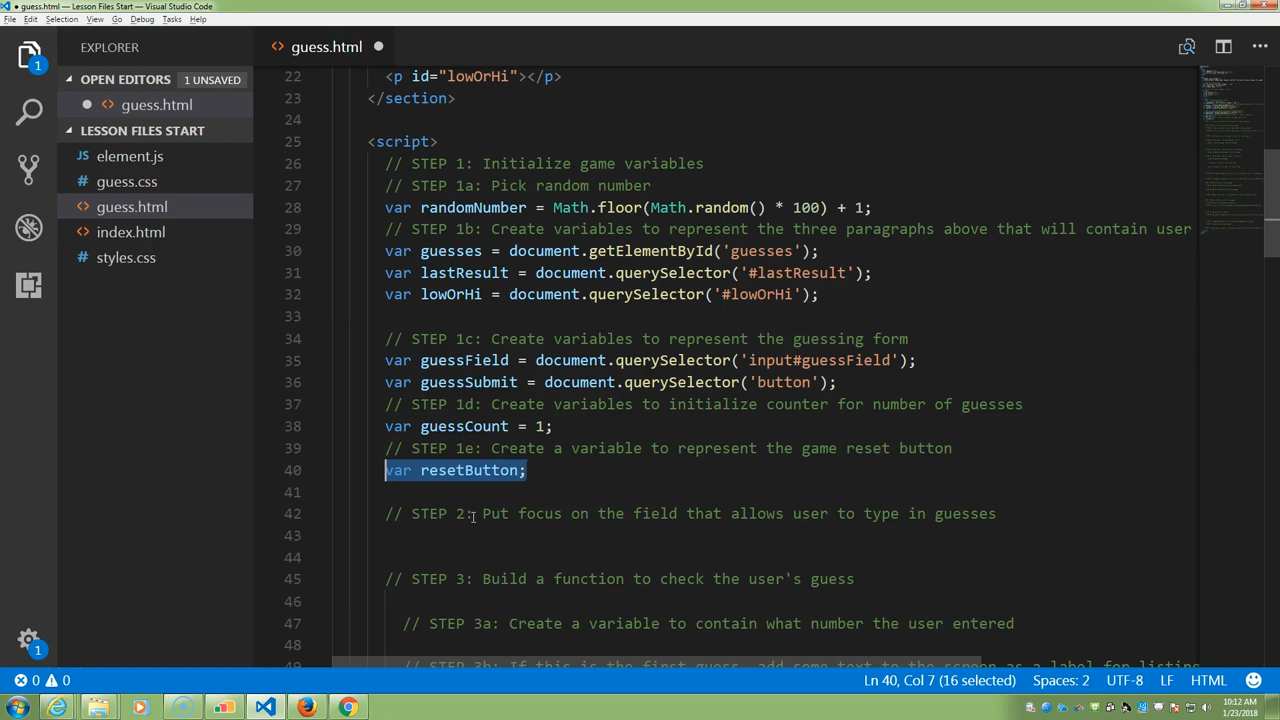 guess.html — Lesson Files Start — Visual Studio Code
File Edit Selection View Go Debug Tasks Help
EXPLORER
OPEN EDITORS 1 UNSAVED
guess.html
LESSON FILES START
JS element.js
# guess.css
guess.html
index.html
# styles.css
1
1
guess.html
22 <p id="lowOrHi"></p>
23 </section>
24
25 <script>
26 // STEP 1: Initialize game variables
27 // STEP 1a: Pick random number
28 var randomNumber = Math.floor(Math.random() * 100) + 1;
29 // STEP 1b: Create variables to represent the three paragraphs above that will contain user
30 var guesses = document.getElementById('guesses');
31 var lastResult = document.querySelector('#lastResult');
32 var lowOrHi = document.querySelector('#lowOrHi');
33
34 // STEP 1c: Create variables to represent the guessing form
35 var guessField = document.querySelector('input#guessField');
36 var guessSubmit = document.querySelector('button');
37 // STEP 1d: Create variables to initialize counter for number of guesses
38 var guessCount = 1;
39 // STEP 1e: Create a variable to represent the game reset button
40 var resetButton;
41
42 // STEP 2: Put focus on the field that allows user to type in guesses
43
44
45 // STEP 3: Build a function to check the user's guess
46
47 // STEP 3a: Create a variable to contain what number the user entered
48
49 // STEP 3b: If this is the first guess, add some text to the screen as a label for listing
0 0 Ln 40, Col 7 (16 selected) Spaces: 2 UTF-8 LF HTML
10:12 AM
1/23/2018